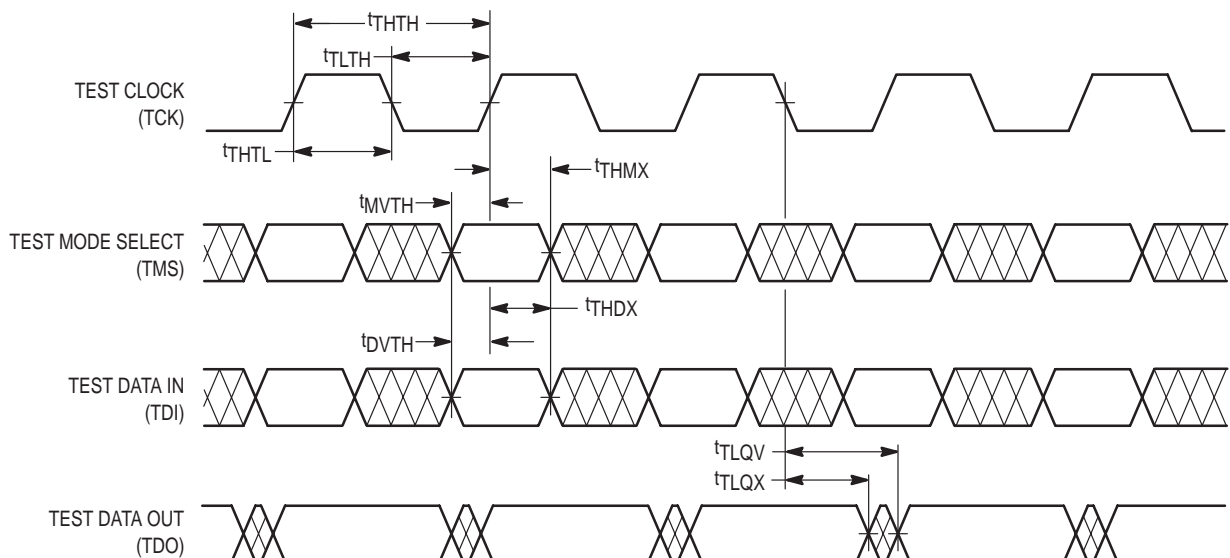 tTHTH
tTLTH
TEST CLOCK
(TCK)
tTHTL
tTHMX
tMVTH
TEST MODE SELECT
(TMS)
tTHDX
tDVTH
TEST DATA IN
(TDI)
tTLQV
tTLQX
TEST DATA OUT
(TDO)